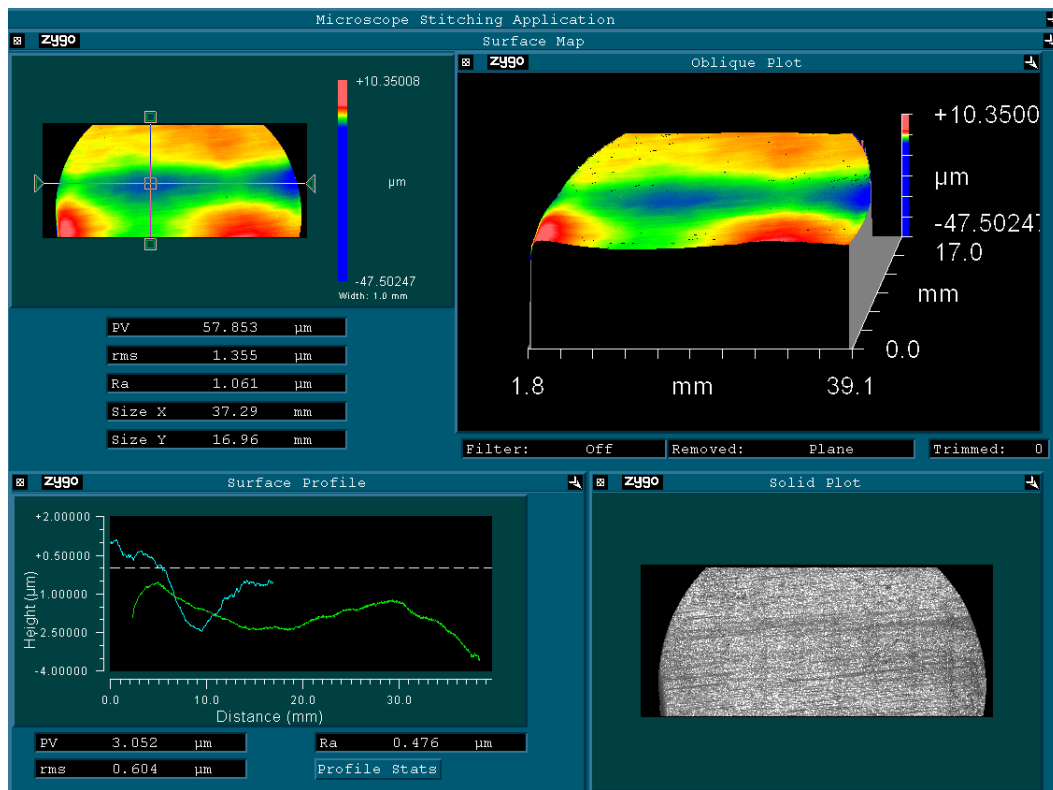 Microscope Stitching Application
zygo Surface Map
+10.35008
µm
-47.50247
Width: 1.0 mm
PV 57.853 µm
rms 1.355 µm
Ra 1.061 µm
Size X 37.29 mm
Size Y 16.96 mm
zygo Oblique Plot
+10.3500
µm
-47.50247
17.0
mm
0.0
1.8 mm 39.1
Filter: Off Removed: Plane Trimmed: 0
zygo Surface Profile
+2.00000
+0.50000
-1.00000
-2.50000
-4.00000
Height (µm)
0.0 10.0 20.0 30.0
Distance (mm)
PV 3.052 µm Ra 0.476 µm
rms 0.604 µm Profile Stats
zygo Solid Plot